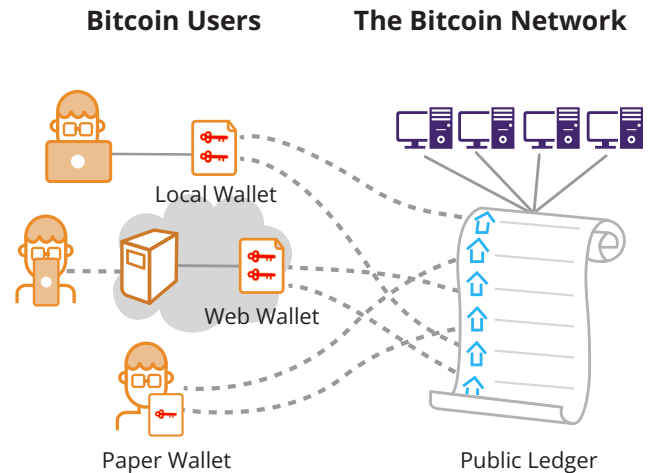 Bitcoin Users
The Bitcoin Network
Local Wallet
Web Wallet
Paper Wallet
Public Ledger